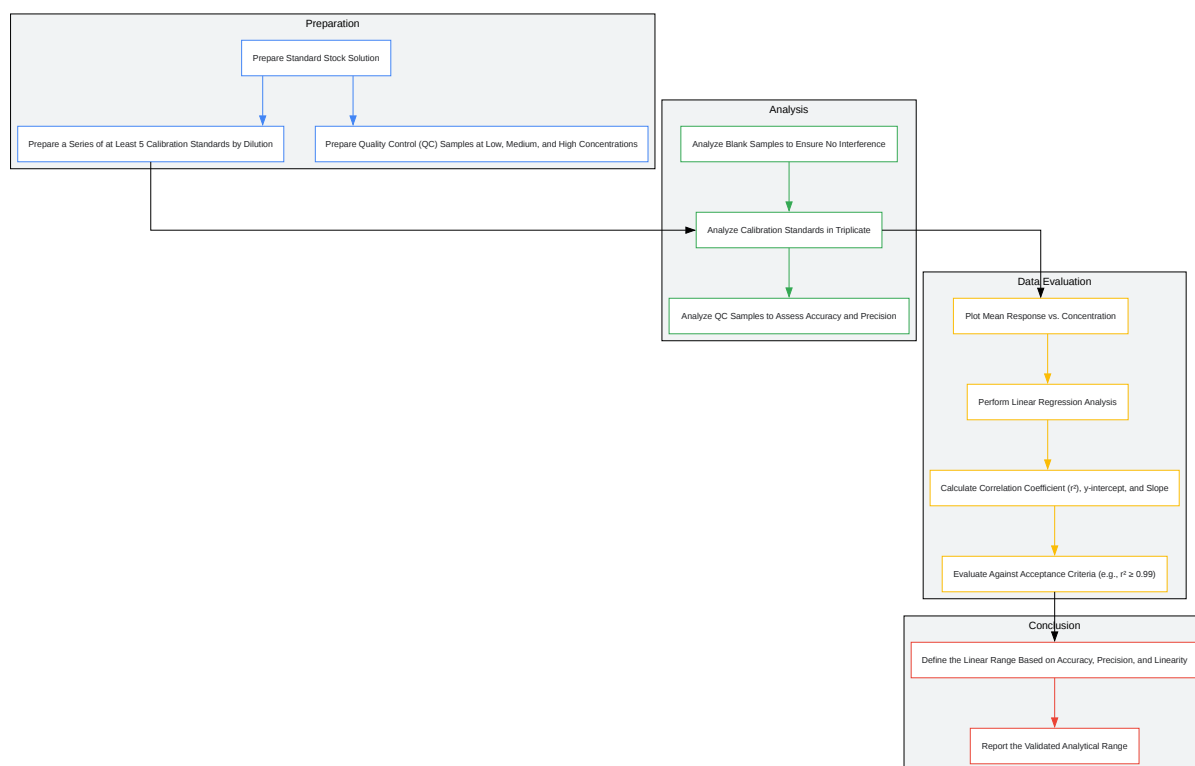 Preparation
Prepare Standard Stock Solution
Prepare a Series of at Least 5 Calibration Standards by Dilution
Prepare Quality Control (QC) Samples at Low, Medium, and High Concentrations
Analysis
Analyze Blank Samples to Ensure No Interference
Analyze Calibration Standards in Triplicate
Analyze QC Samples to Assess Accuracy and Precision
Data Evaluation
Plot Mean Response vs. Concentration
Perform Linear Regression Analysis
Calculate Correlation Coefficient (r²), y-intercept, and Slope
Evaluate Against Acceptance Criteria (e.g., r² ≥ 0.99)
Conclusion
Define the Linear Range Based on Accuracy, Precision, and Linearity
Report the Validated Analytical Range